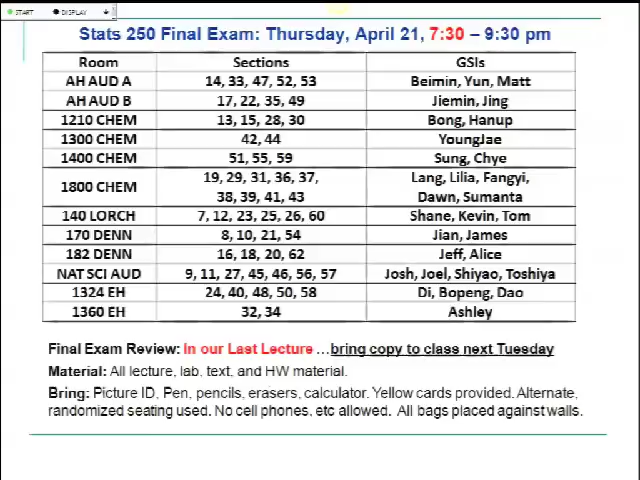 START DISPLAY
Stats 250 Final Exam: Thursday, April 21, 7:30 – 9:30 pm
Room Sections GSIs
AH AUD A 14, 33, 47, 52, 53 Beimin, Yun, Matt
AH AUD B 17, 22, 35, 49 Jiemin, Jing
1210 CHEM 13, 15, 28, 30 Bong, Hanup
1300 CHEM 42, 44 YoungJae
1400 CHEM 51, 55, 59 Sung, Chye
1800 CHEM 19, 29, 31, 36, 37, Lang, Lilia, Fangyi,
38, 39, 41, 43 Dawn, Sumanta
140 LORCH 7, 12, 23, 25, 26, 60 Shane, Kevin, Tom
170 DENN 8, 10, 21, 54 Jian, James
182 DENN 16, 18, 20, 62 Jeff, Alice
NAT SCI AUD 9, 11, 27, 45, 46, 56, 57 Josh, Joel, Shiyao, Toshiya
1324 EH 24, 40, 48, 50, 58 Di, Bopeng, Dao
1360 EH 32, 34 Ashley
Final Exam Review: In our Last Lecture ... bring copy to class next Tuesday
Material: All lecture, lab, text, and HW material.
Bring: Picture ID, Pen, pencils, erasers, calculator. Yellow cards provided. Alternate,
randomized seating used. No cell phones, etc allowed. All bags placed against walls.